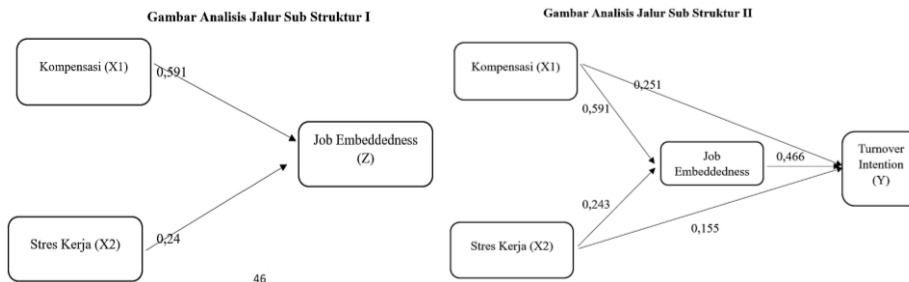 Gambar Analisis Jalur Sub Struktur I
Kompensasi (X1)
0,591
Job Embeddedness
(Z)
Stres Kerja (X2)
0,24
46
Gambar Analisis Jalur Sub Struktur II
Kompensasi (X1)
0,251
0,591
Job
Embeddedness
0,466
Turnover
Intention
(Y)
0,243
Stres Kerja (X2)
0,155